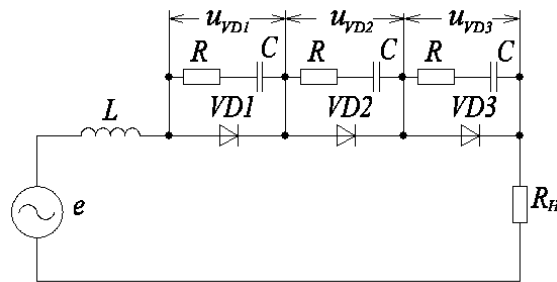 u_VD1 u_VD2 u_VD3
R C R C R C
VD1 VD2 VD3
L
e
R_H